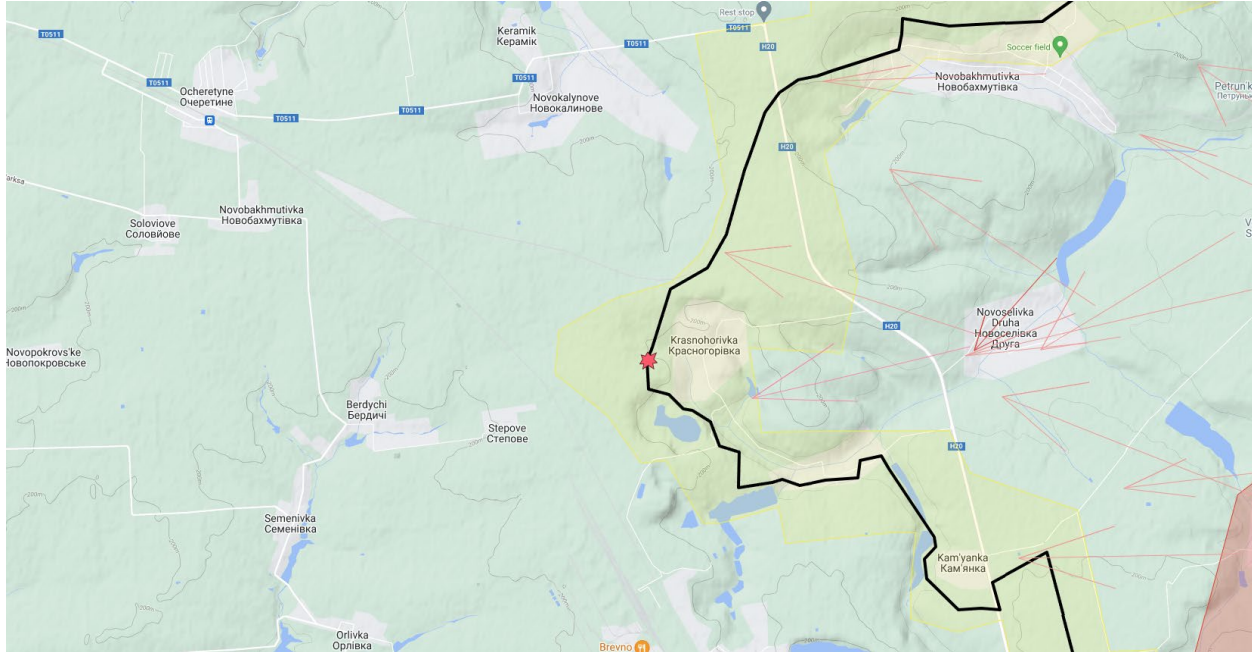 Rest stop
T0511
T0511
Keramik
Керамік
T0511
H20
Soccer field
T0511
Ocheretyne
Очеретине
Novobakhmutivka
Новобахмутівка
Novokalynove
Новокалинове
T0511
T0511
H20
Novobakhmutivka
Новобахмутівка
Soloviove
Соловйове
Novoselivka
Druha
Новоселівка
Друга
H20
Krasnohorivka
Красногорівка
Novopokrovs'ke
Новопокровське
Berdychi
Бердичі
Stepove
Степове
H20
Semenivka
Семенівка
Kam'yanka
Кам'янка
Orlivka
Орлівка
Brevno